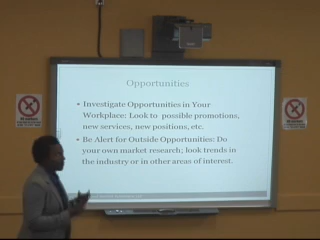 Opportunities
• Investigate Opportunities in Your
Workplace: Look to possible promotions,
new services, new positions, etc.
• Be Alert for Outside Opportunities: Do
your own market research; look trends in
the industry or in other areas of interest.